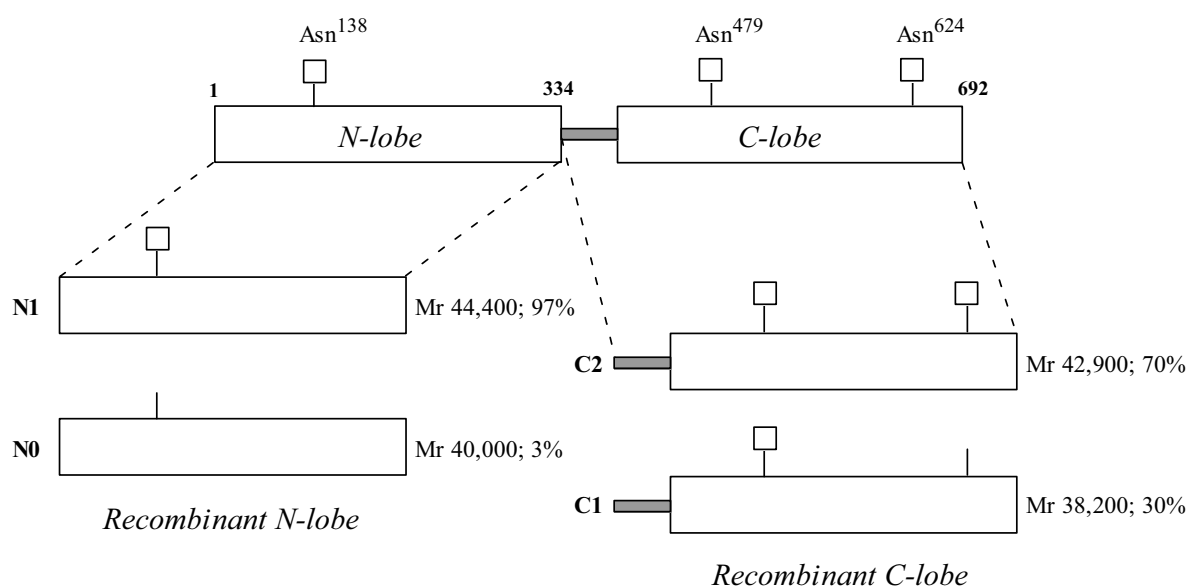 Asn138 Asn479 Asn624
1 334 692
N-lobe C-lobe
N1 Mr 44,400; 97%
C2 Mr 42,900; 70%
N0 Mr 40,000; 3%
C1 Mr 38,200; 30%
Recombinant N-lobe
Recombinant C-lobe